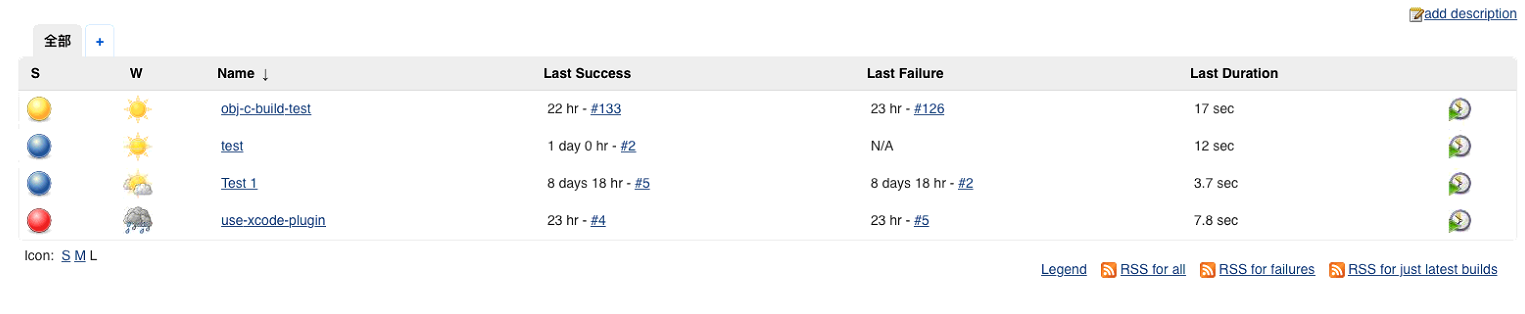 add description
全部 +
S W Name ↓ Last Success Last Failure Last Duration
obj-c-build-test 22 hr - #133 23 hr - #126 17 sec
test 1 day 0 hr - #2 N/A 12 sec
Test 1 8 days 18 hr - #5 8 days 18 hr - #2 3.7 sec
use-xcode-plugin 23 hr - #4 23 hr - #5 7.8 sec
Icon: S M L
Legend RSS for all RSS for failures RSS for just latest builds